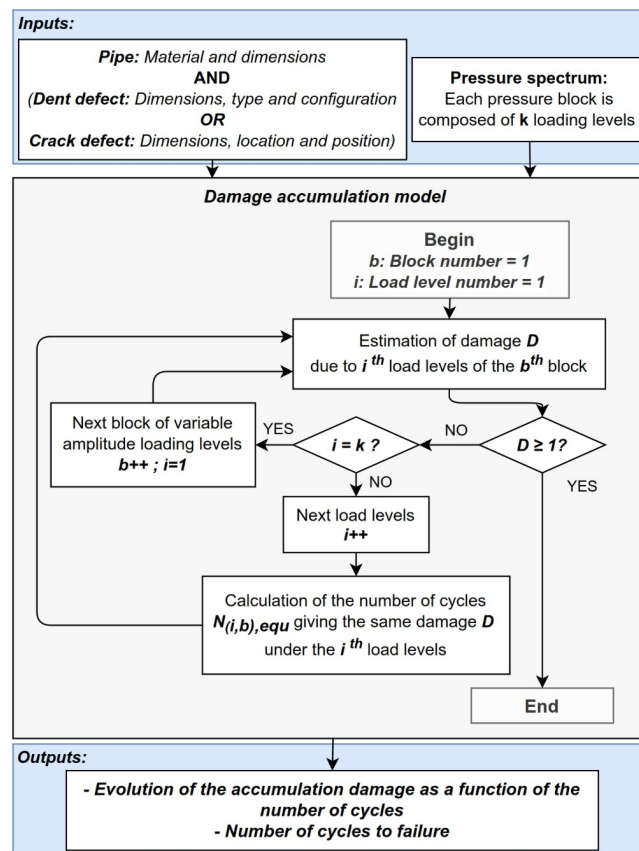 Inputs:
Pipe: Material and dimensions
AND
(Dent defect: Dimensions, type and configuration
OR
Crack defect: Dimensions, location and position)
Pressure spectrum:
Each pressure block is
composed of k loading levels
Damage accumulation model
Begin
b: Block number = 1
i: Load level number = 1
Estimation of damage D
due to i th load levels of the b th block
Next block of variable
amplitude loading levels
b++ ; i=1
YES
i = k ?
NO
D ≥ 1?
NO
YES
Next load levels
i++
Calculation of the number of cycles
N(i,b),equ giving the same damage D
under the i th load levels
End
Outputs:
- Evolution of the accumulation damage as a function of the
number of cycles
- Number of cycles to failure